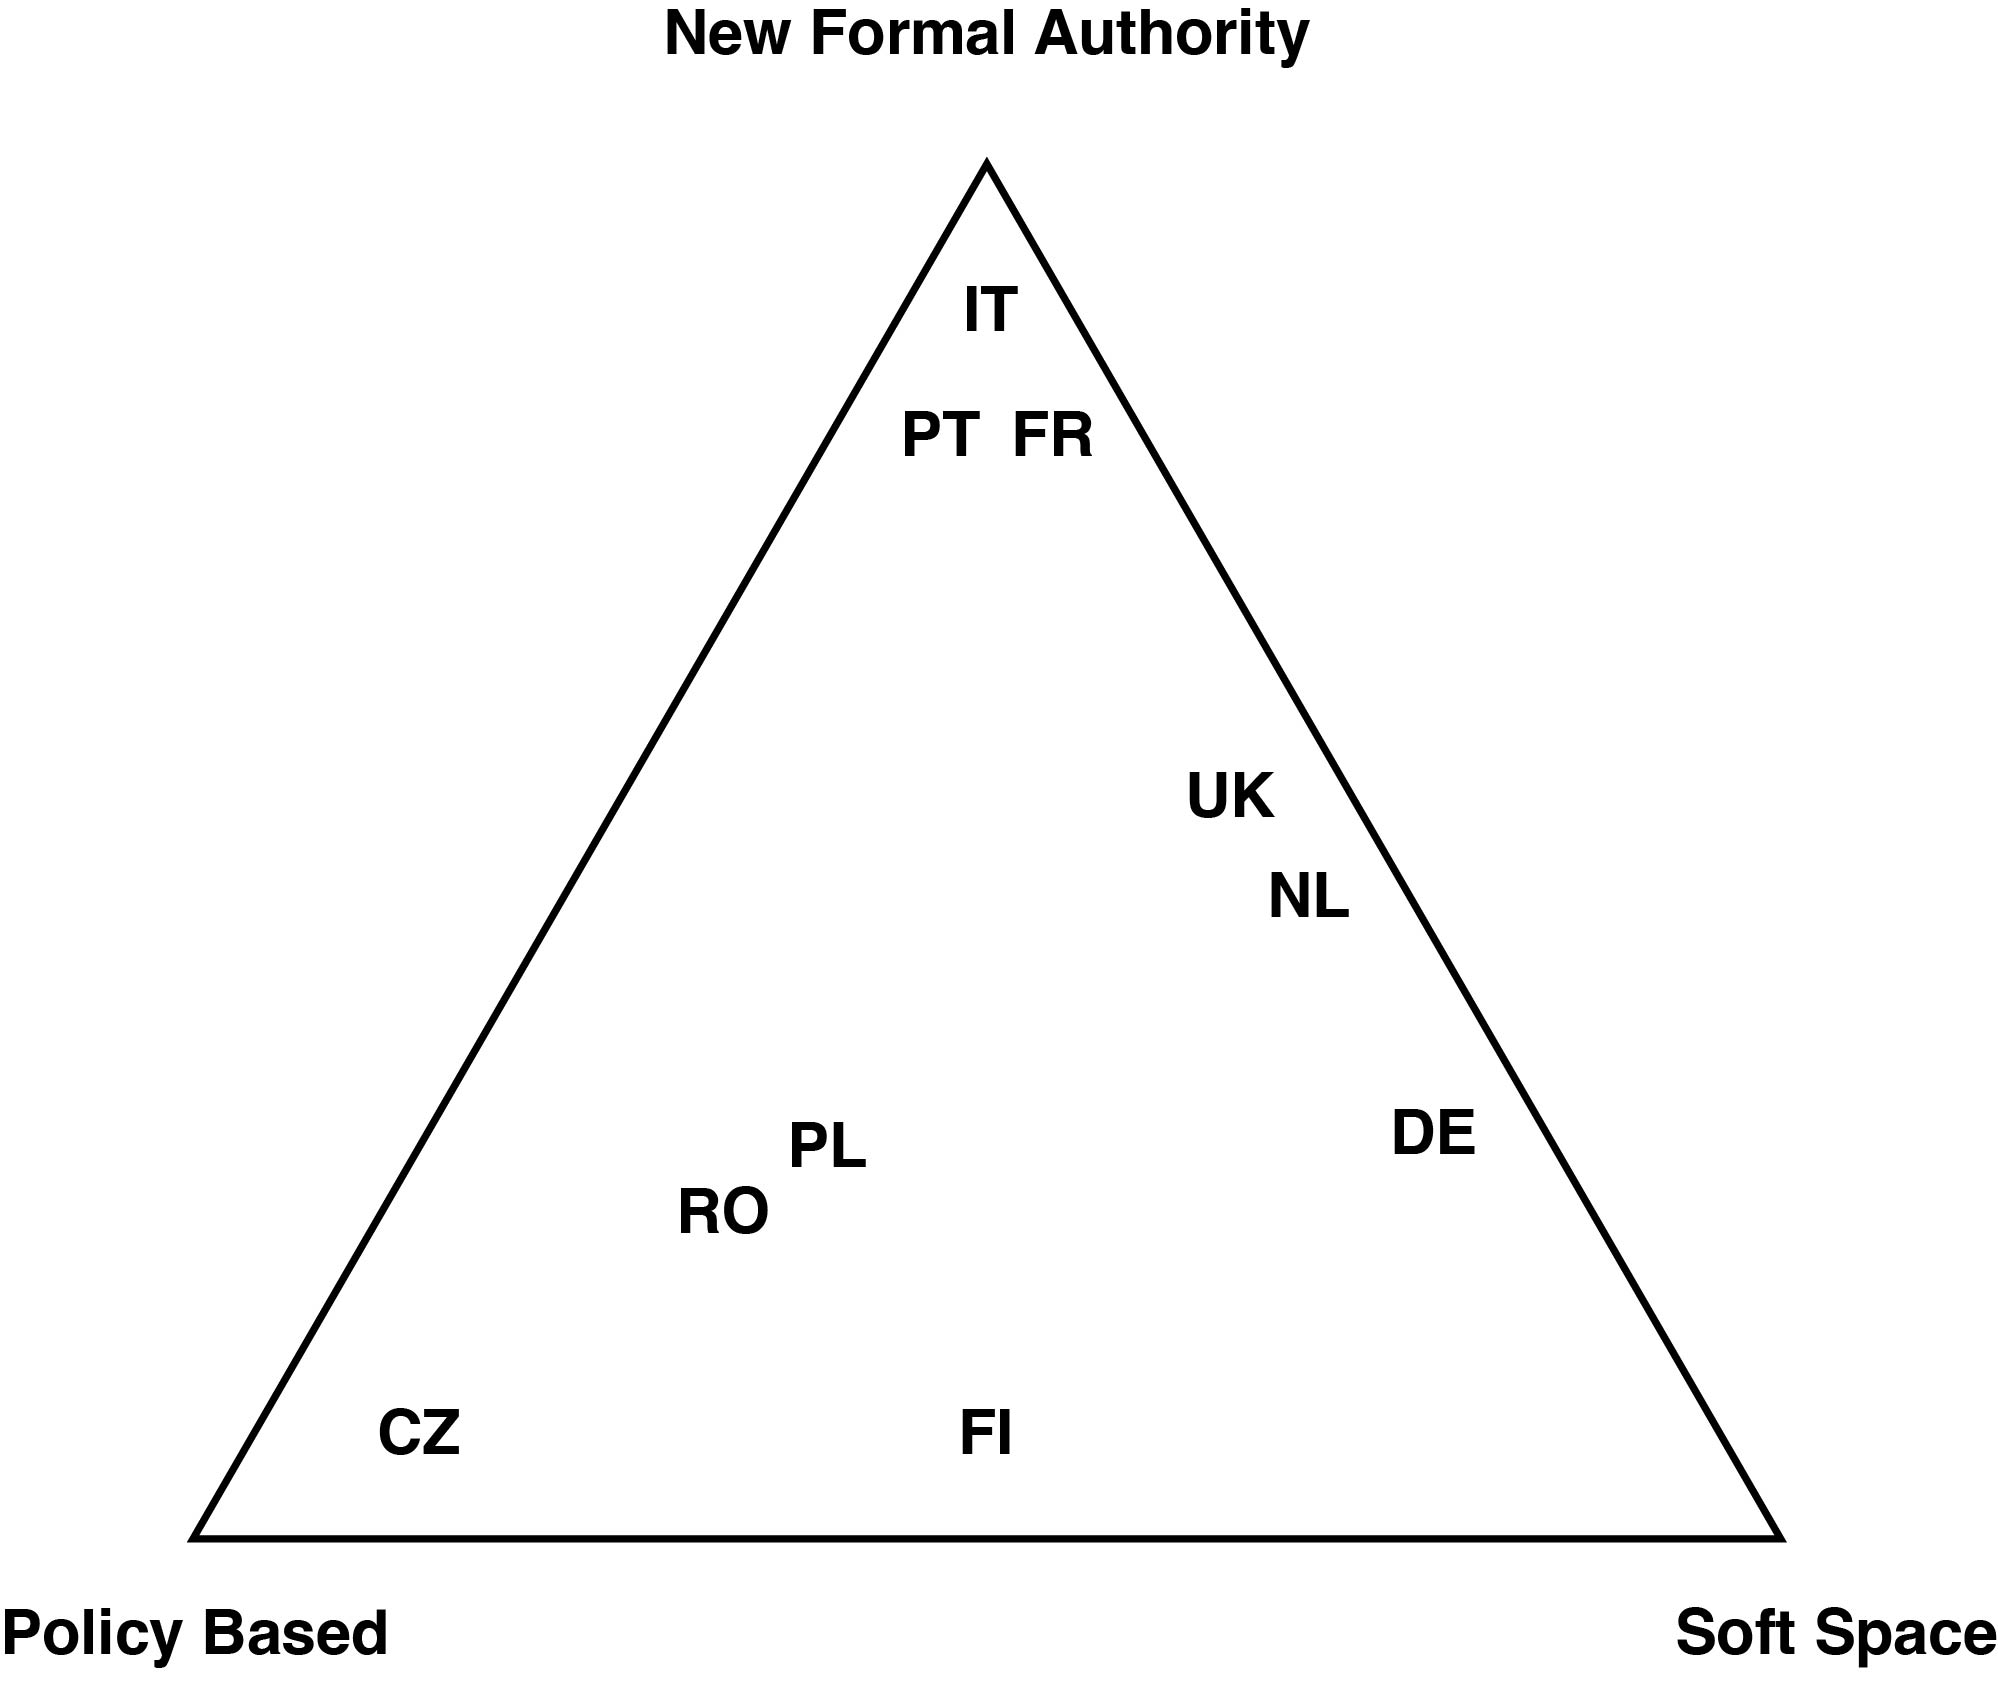 New Formal Authority
IT
PT FR
UK
NL
DE
PL
RO
CZ FI
Policy Based Soft Space